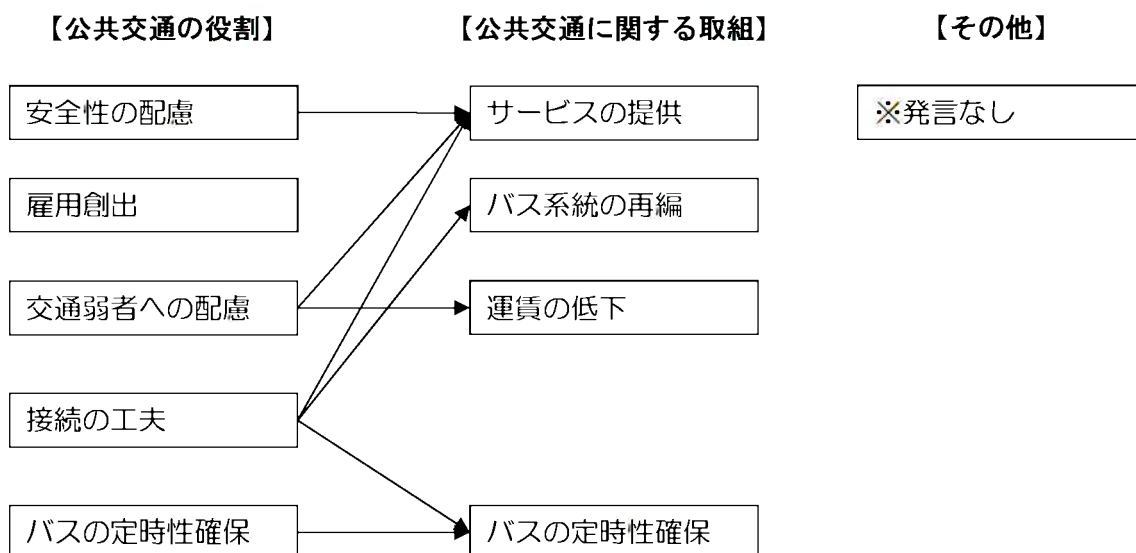 【公共交通の役割】
【公共交通に関する取組】
【その他】
安全性の配慮
サービスの提供
※発言なし
雇用創出
バス系統の再編
交通弱者への配慮
運賃の低下
接続の工夫
バスの定時性確保
バスの定時性確保